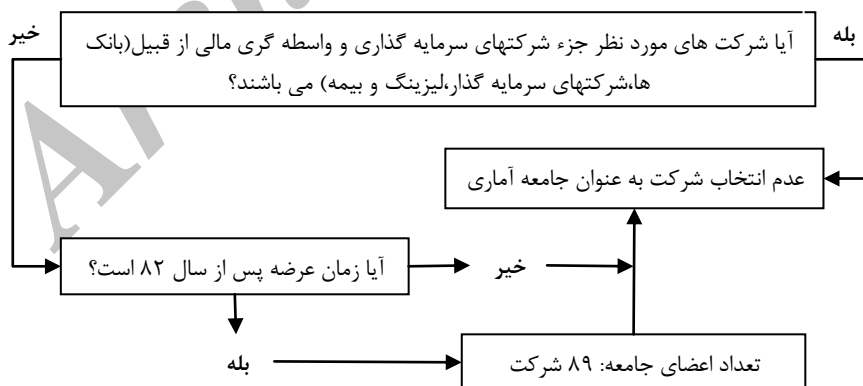 بله
آیا شرکت های مورد نظر جزء شرکتهای سرمایه گذاری و واسطه گری مالی از قبیل(بانک
ها،شرکتهای سرمایه گذار،لیزینگ و بیمه) می باشند؟
خیر
عدم انتخاب شرکت به عنوان جامعه آماری
آیا زمان عرضه پس از سال ۸۲ است؟
خیر
بله
تعداد اعضای جامعه: ۸۹ شرکت